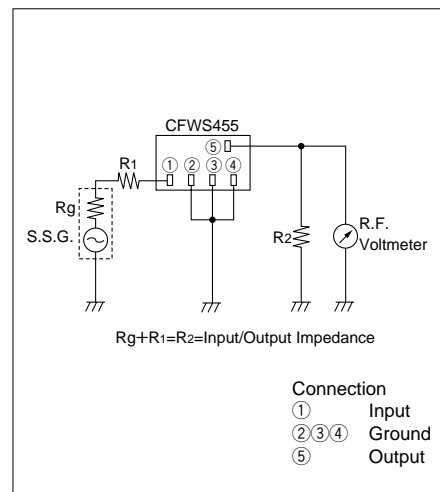 CFWS455
⑤
① ② ③ ④
R1
Rg
S.S.G.
R2
R.F.
Voltmeter
Rg+R1=R2=Input/Output Impedance
Connection
① Input
②③④ Ground
⑤ Output